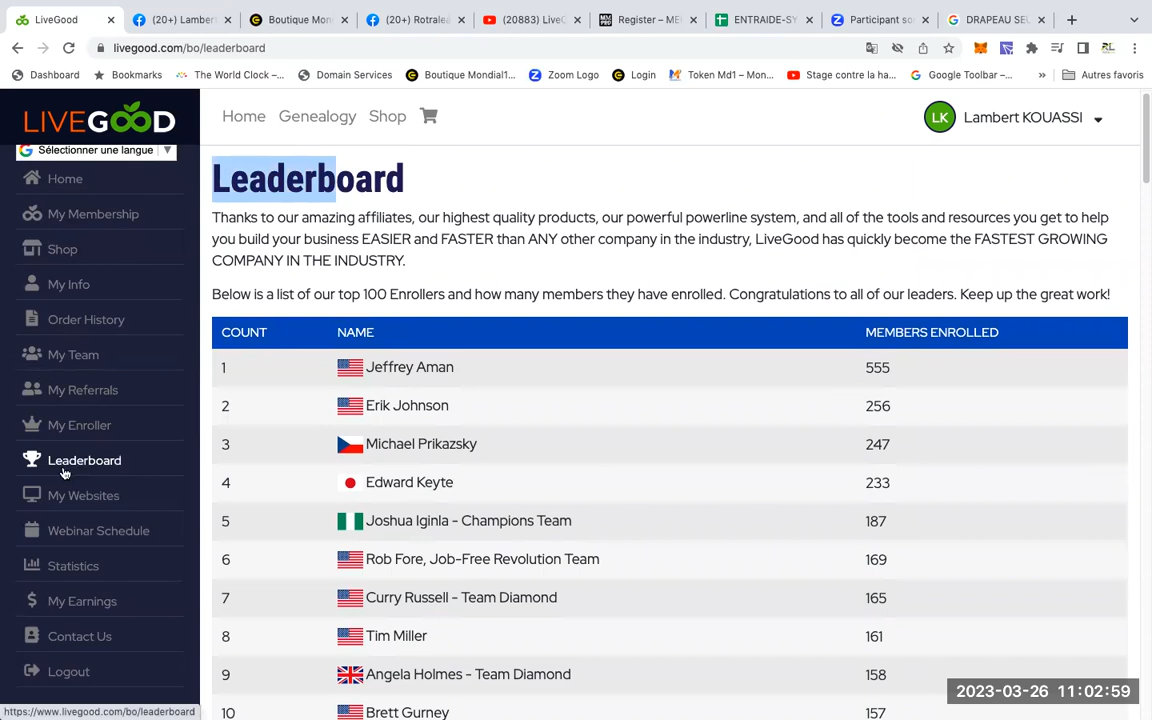 LiveGood
(20+) Lambert
Boutique Mon
(20+) Rotralea
(20883) LiveG
Register – ME
ENTRAIDE-SY
Participant so
DRAPEAU SE
livegood.com/bo/leaderboard
Dashboard
Bookmarks
The World Clock –...
Domain Services
Boutique Mondial1...
Zoom Logo
Login
Token Md1 – Mon...
Stage contre la ha...
Google Toolbar –...
»
Autres favoris
LIVEGOOD
Home Genealogy Shop
LK Lambert KOUASSI
Sélectionner une langue ▼
Home
My Membership
Shop
My Info
Order History
My Team
My Referrals
My Enroller
Leaderboard
My Websites
Webinar Schedule
Statistics
My Earnings
Contact Us
Logout
https://www.livegood.com/bo/leaderboard
Leaderboard
Thanks to our amazing affiliates, our highest quality products, our powerful powerline system, and all of the tools and resources you get to help
you build your business EASIER and FASTER than ANY other company in the industry, LiveGood has quickly become the FASTEST GROWING
COMPANY IN THE INDUSTRY.
Below is a list of our top 100 Enrollers and how many members they have enrolled. Congratulations to all of our leaders. Keep up the great work!
COUNT NAME MEMBERS ENROLLED
1 Jeffrey Aman 555
2 Erik Johnson 256
3 Michael Prikazsky 247
4 Edward Keyte 233
5 Joshua Iginla - Champions Team 187
6 Rob Fore, Job-Free Revolution Team 169
7 Curry Russell - Team Diamond 165
8 Tim Miller 161
9 Angela Holmes - Team Diamond 158
10 Brett Gurney 157
2023-03-26 11:02:59